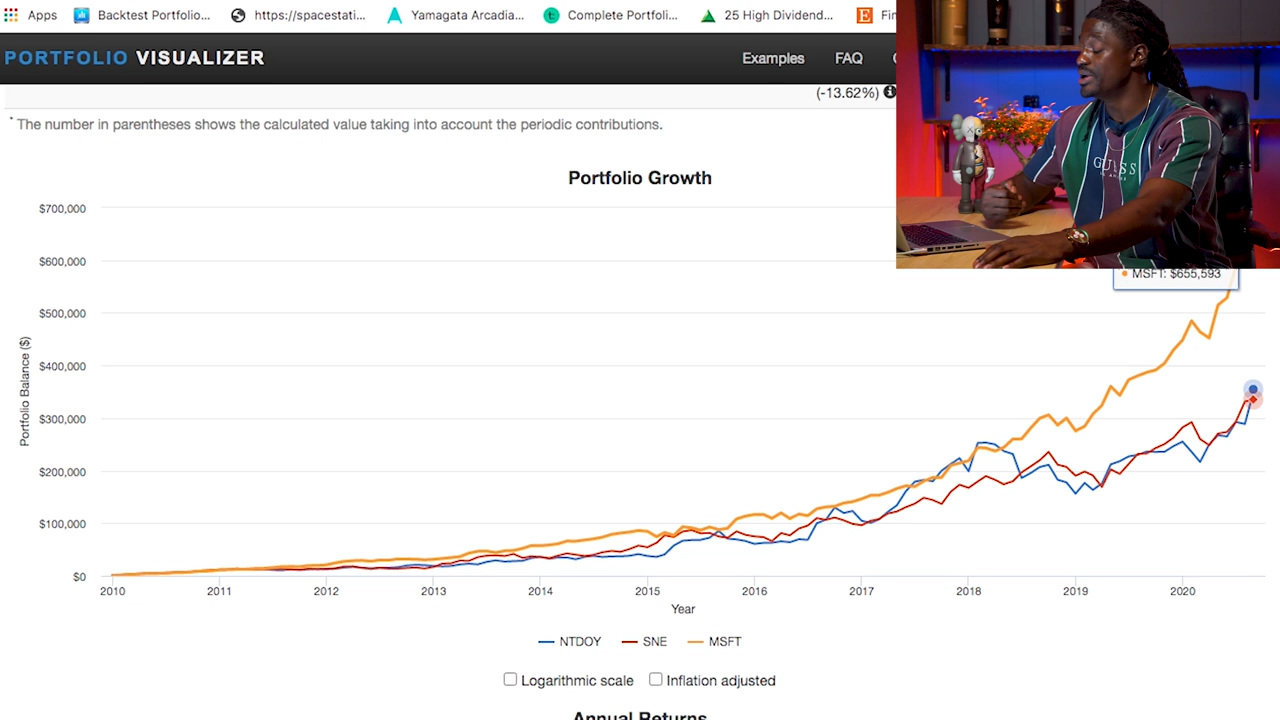 Apps Backtest Portfolio... https://spacestati... Yamagata Arcadia... Complete Portfoli... 25 High Dividend... Fin
PORTFOLIO VISUALIZER Examples FAQ
(-13.62%)
* The number in parentheses shows the calculated value taking into account the periodic contributions.
GUESS
Portfolio Growth
$700,000
$600,000
MSFT: $655,593
$500,000
$400,000
$300,000
$200,000
$100,000
$0
Portfolio Balance ($)
2010 2011 2012 2013 2014 2015 2016 2017 2018 2019 2020
Year
NTDOY SNE MSFT
Logarithmic scale Inflation adjusted
Annual Returns